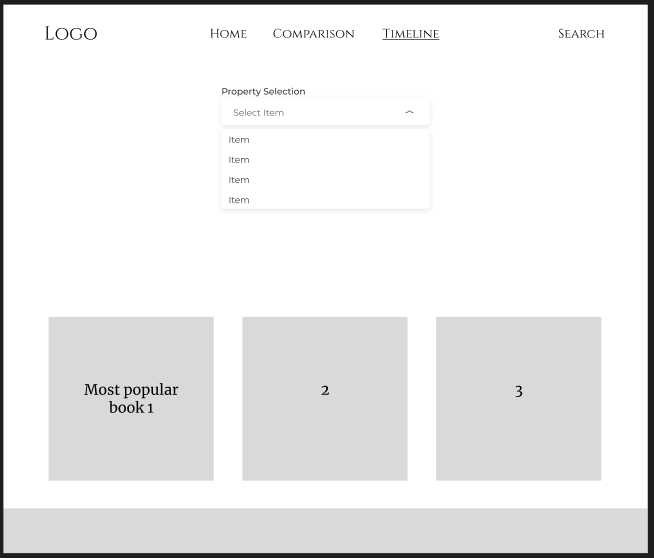 Logo Home Comparison Timeline Search
Property Selection
Select Item
Item
Item
Item
Item
Most popular
book 1
2
3